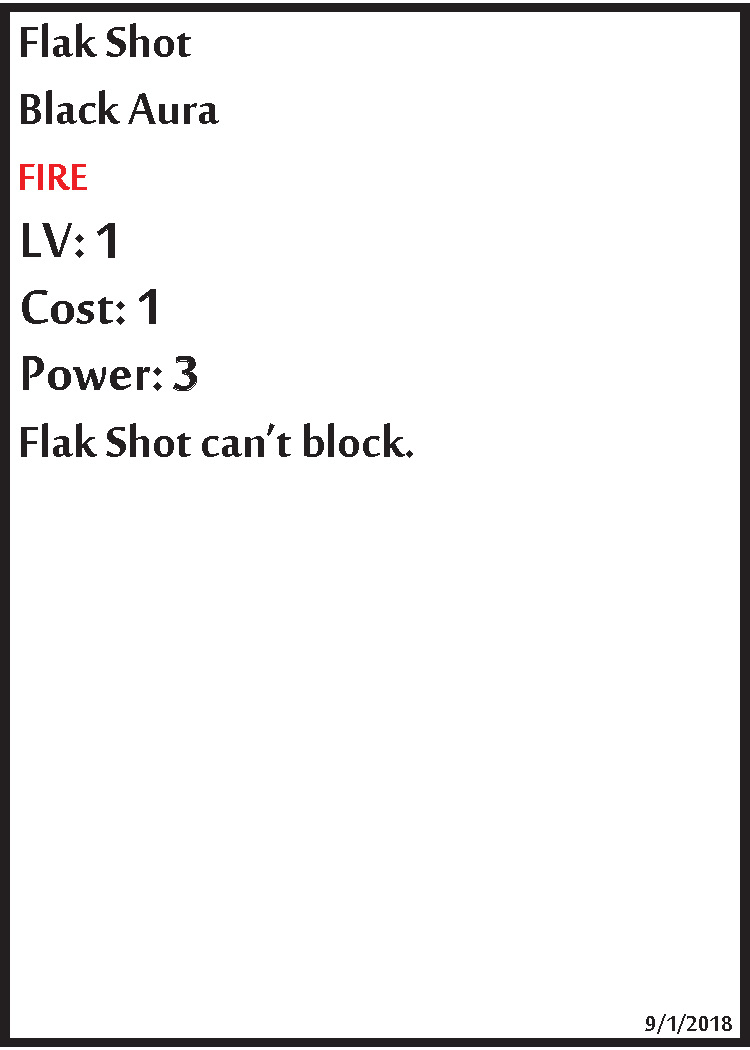 Flak Shot
Black Aura
FIRE
LV: 1
Cost: 1
Power: 3
Flak Shot can't block.
9/1/2018